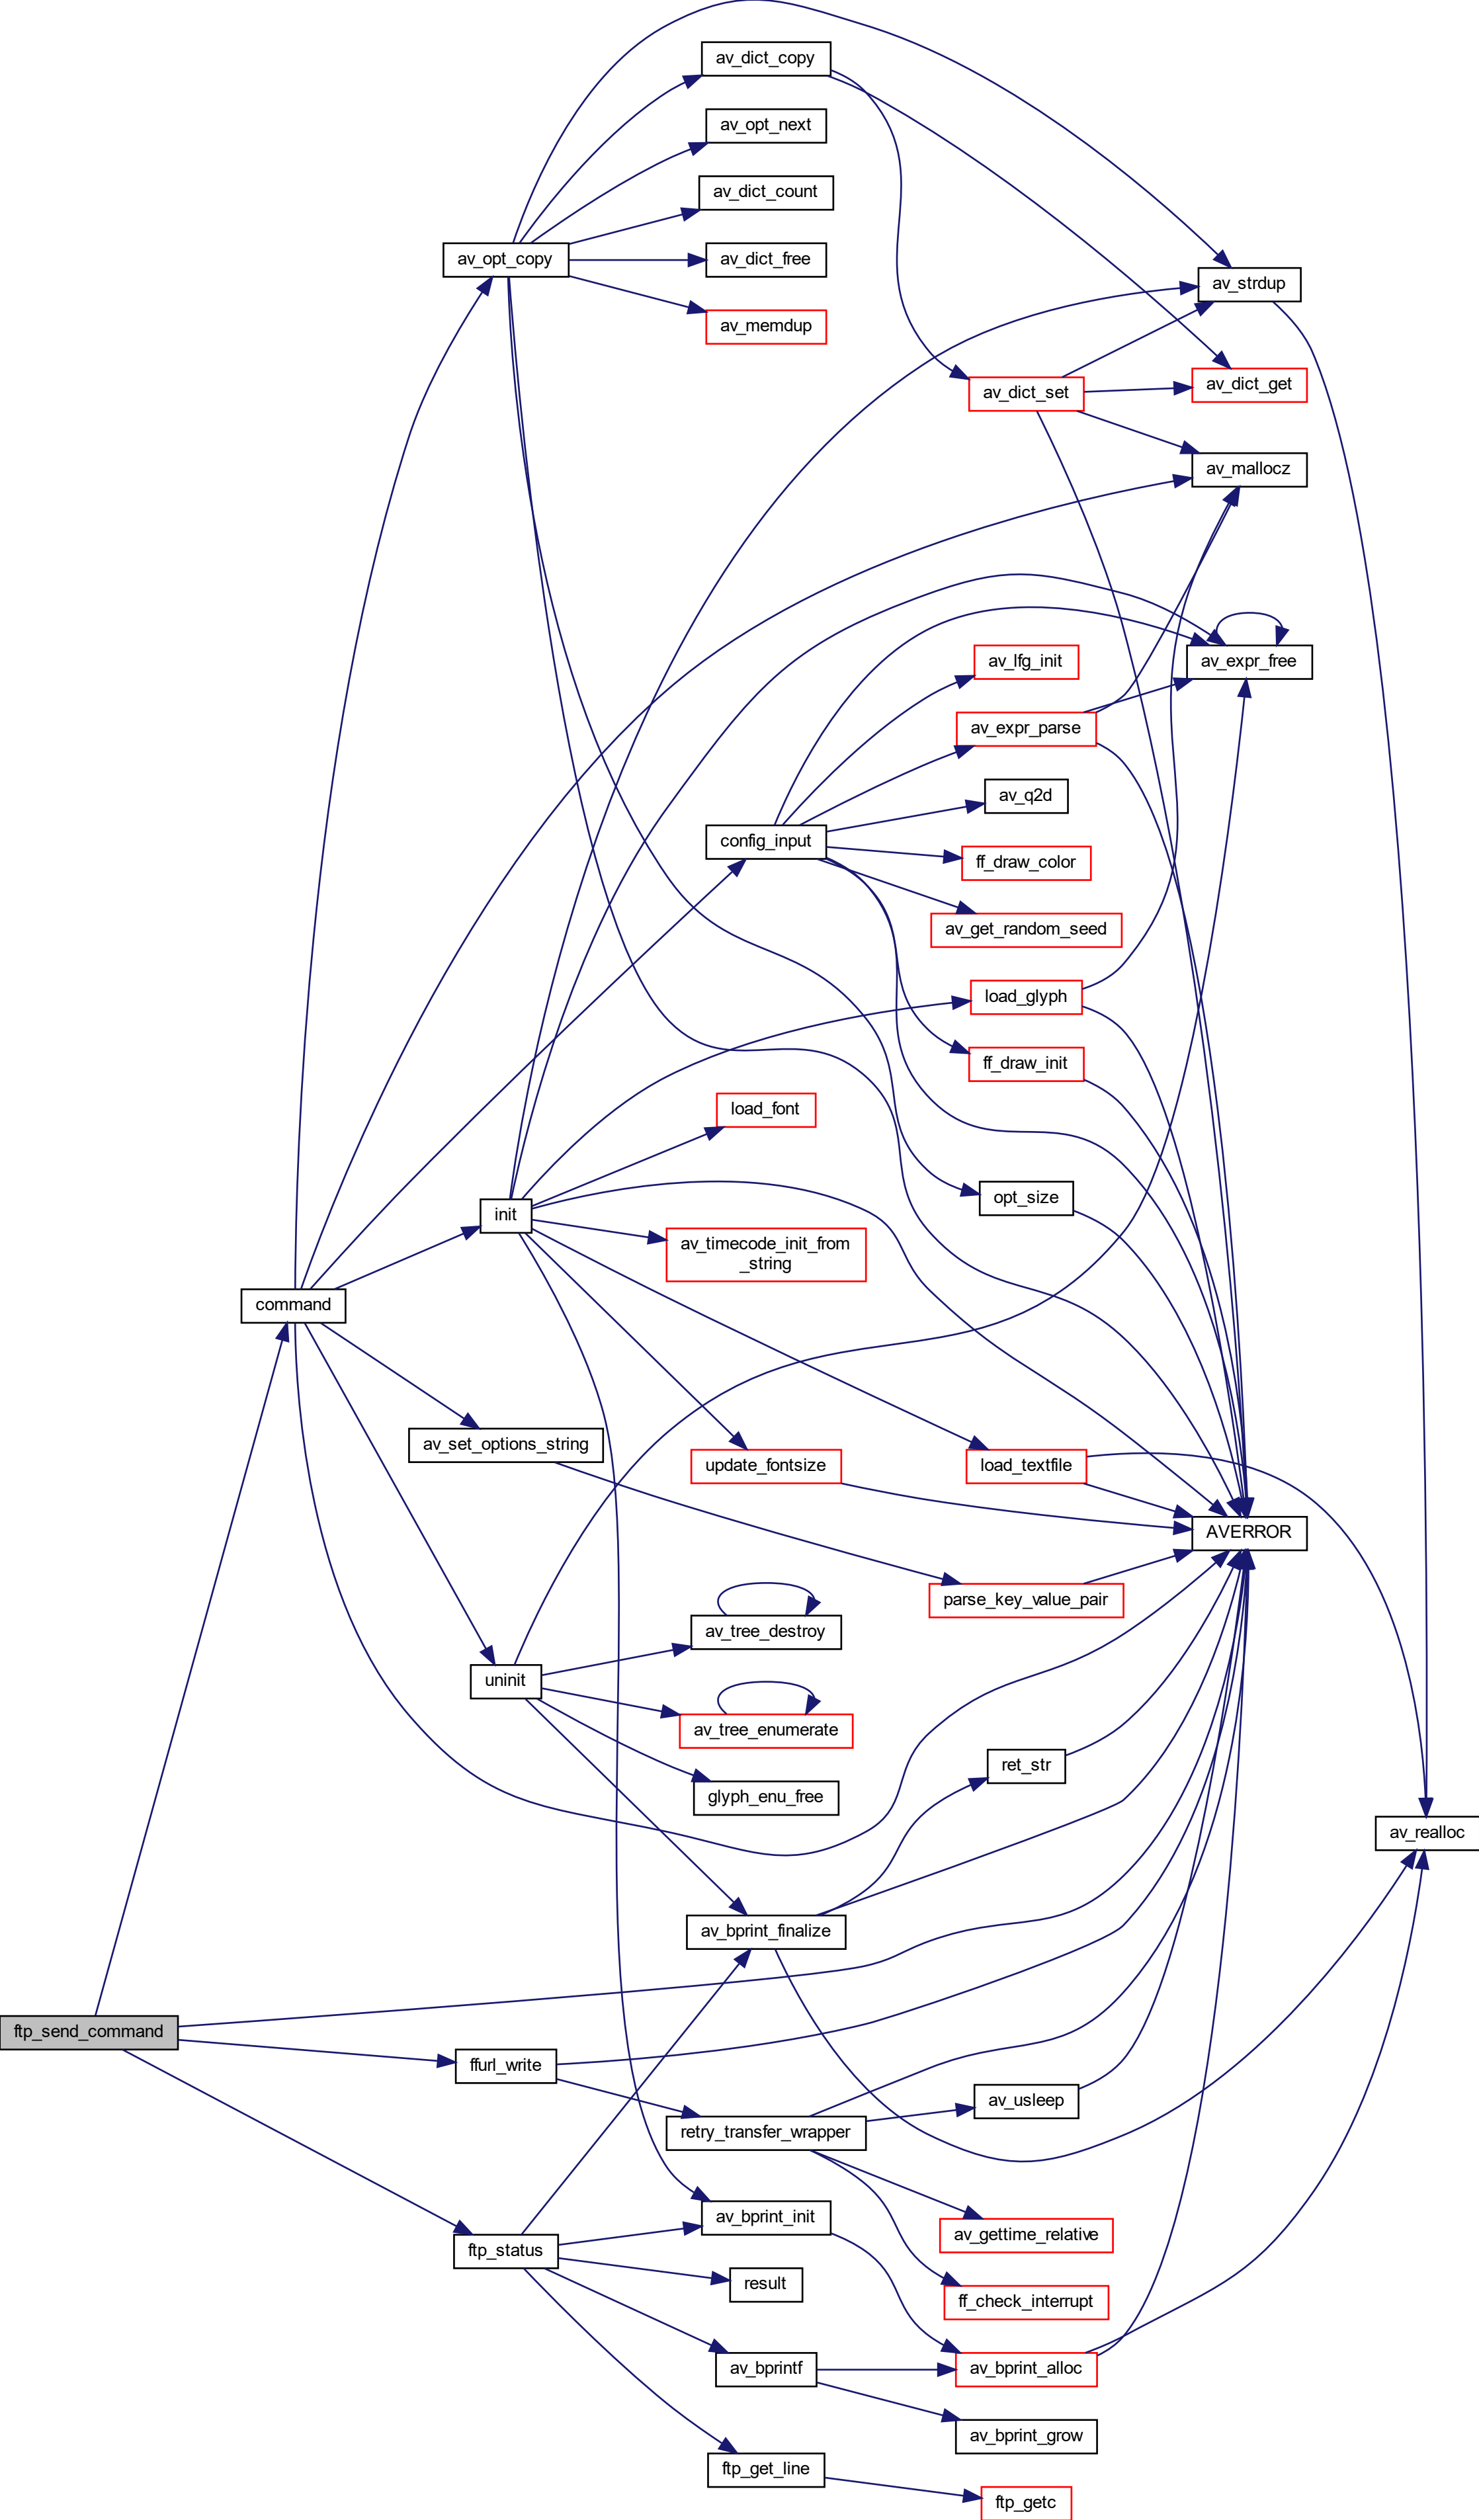 av_dict_copy
av_opt_next
av_dict_count
av_opt_copy
av_dict_free
av_strdup
av_memdup
av_dict_set
av_dict_get
av_mallocz
av_lfg_init
av_expr_free
av_expr_parse
av_q2d
config_input
ff_draw_color
av_get_random_seed
load_glyph
ff_draw_init
load_font
opt_size
init
av_timecode_init_from
_string
command
av_set_options_string
update_fontsize
load_textfile
AVERROR
parse_key_value_pair
av_tree_destroy
uninit
av_tree_enumerate
ret_str
glyph_enu_free
av_realloc
av_bprint_finalize
ftp_send_command
ffurl_write
av_usleep
retry_transfer_wrapper
av_bprint_init
av_gettime_relative
ftp_status
result
ff_check_interrupt
av_bprintf
av_bprint_alloc
av_bprint_grow
ftp_get_line
ftp_getc